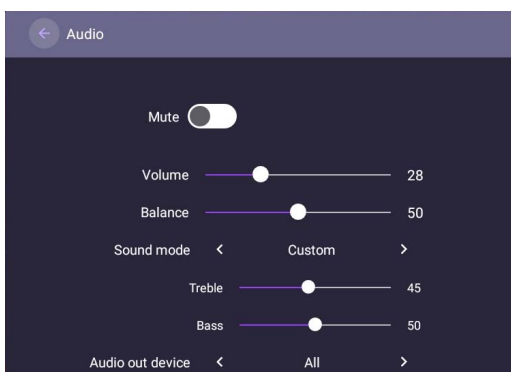 Audio
Mute
Volume 28
Balance 50
Sound mode < Custom >
Treble 45
Bass 50
Audio out device < All >